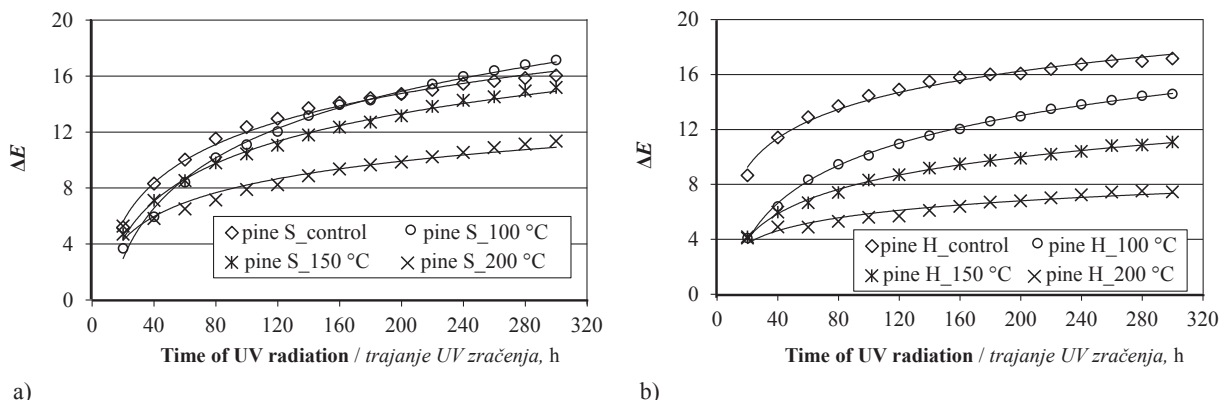 20
16
12
8
4
0
ΔE
◇ pine S_control ○ pine S_100 °C
pine S_150 °C × pine S_200 °C
0 40 80 120 160 200 240 280 320
Time of UV radiation / trajanje UV zračenja, h
a)
20
16
12
8
4
0
ΔE
◇ pine H_control ○ pine H_100 °C
pine H_150 °C × pine H_200 °C
0 40 80 120 160 200 240 280 320
Time of UV radiation / trajanje UV zračenja, h
b)